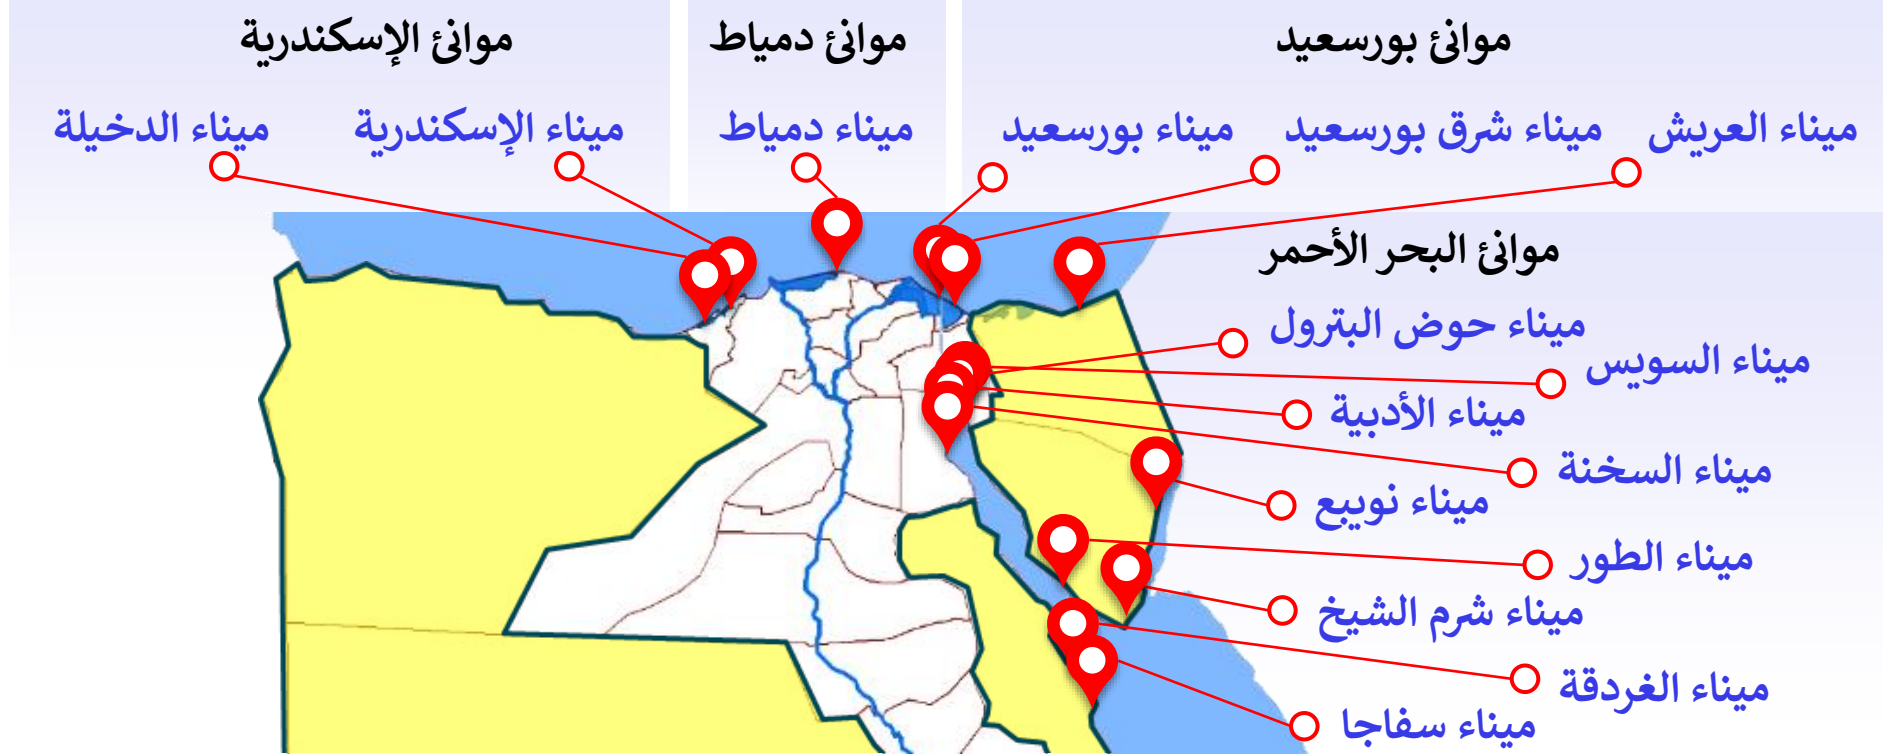 موانئ بورسعيد
موانئ دمياط
موانئ الإسكندرية
ميناء العريش
ميناء شرق بورسعيد
ميناء بورسعيد
ميناء دمياط
ميناء الإسكندرية
ميناء الدخيلة
موانئ البحر الأحمر
ميناء حوض البترول
ميناء السويس
ميناء الأدبية
ميناء السخنة
ميناء نويبع
ميناء الطور
ميناء شرم الشيخ
ميناء الغردقة
ميناء سفاجا